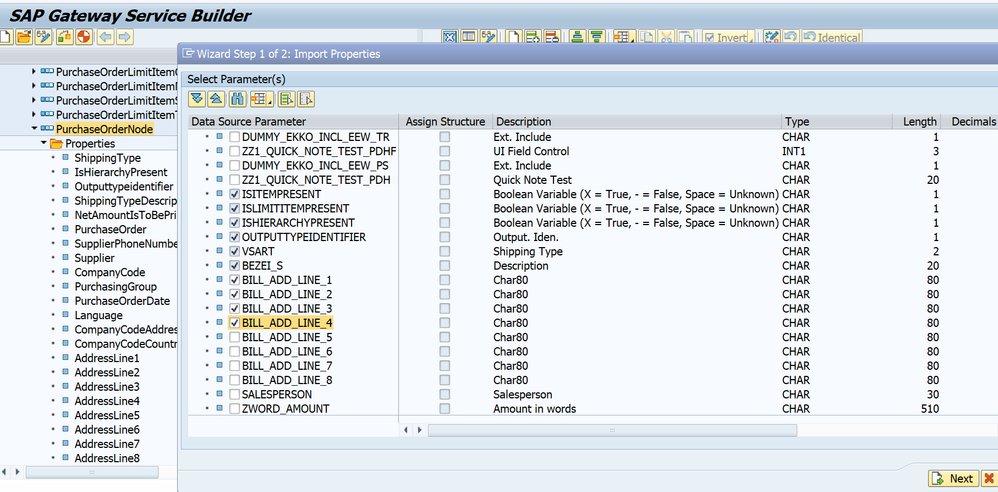 SAP Gateway Service Builder
Invert
Identical
Wizard Step 1 of 2: Import Properties
PurchaseOrderLimitItem
PurchaseOrderLimitItem
PurchaseOrderLimitItemS
PurchaseOrderLimitItem
PurchaseOrderNode
Properties
ShippingType
IsHierarchyPresent
Outputtypeidentifier
ShippingTypeDescrip
NetAmountIsToBePri
PurchaseOrder
SupplierPhoneNumbe
Supplier
CompanyCode
PurchasingGroup
PurchaseOrderDate
Language
CompanyCodeAddres
CompanyCodeCountr
AddressLine1
AddressLine2
AddressLine3
AddressLine4
AddressLine5
AddressLine6
AddressLine7
AddressLine8
Select Parameter(s)
Data Source Parameter Assign Structure Description Type Length Decimals
DUMMY_EKKO_INCL_EEW_TR Ext. Include CHAR 1
ZZ1_QUICK_NOTE_TEST_PDHF UI Field Control INT1 3
DUMMY_EKKO_INCL_EEW_PS Ext. Include CHAR 1
ZZ1_QUICK_NOTE_TEST_PDH Quick Note Test CHAR 20
ISITEMPRESENT Boolean Variable (X = True, - = False, Space = Unknown) CHAR 1
ISLIMITITEMPRESENT Boolean Variable (X = True, - = False, Space = Unknown) CHAR 1
ISHIERARCHYPRESENT Boolean Variable (X = True, - = False, Space = Unknown) CHAR 1
OUTPUTTYPEIDENTIFIER Output. Iden. CHAR 1
VSART Shipping Type CHAR 2
BEZEI_S Description CHAR 20
BILL_ADD_LINE_1 Char80 CHAR 80
BILL_ADD_LINE_2 Char80 CHAR 80
BILL_ADD_LINE_3 Char80 CHAR 80
BILL_ADD_LINE_4 Char80 CHAR 80
BILL_ADD_LINE_5 Char80 CHAR 80
BILL_ADD_LINE_6 Char80 CHAR 80
BILL_ADD_LINE_7 Char80 CHAR 80
BILL_ADD_LINE_8 Char80 CHAR 80
SALESPERSON Salesperson CHAR 30
ZWORD_AMOUNT Amount in words CHAR 510
Next